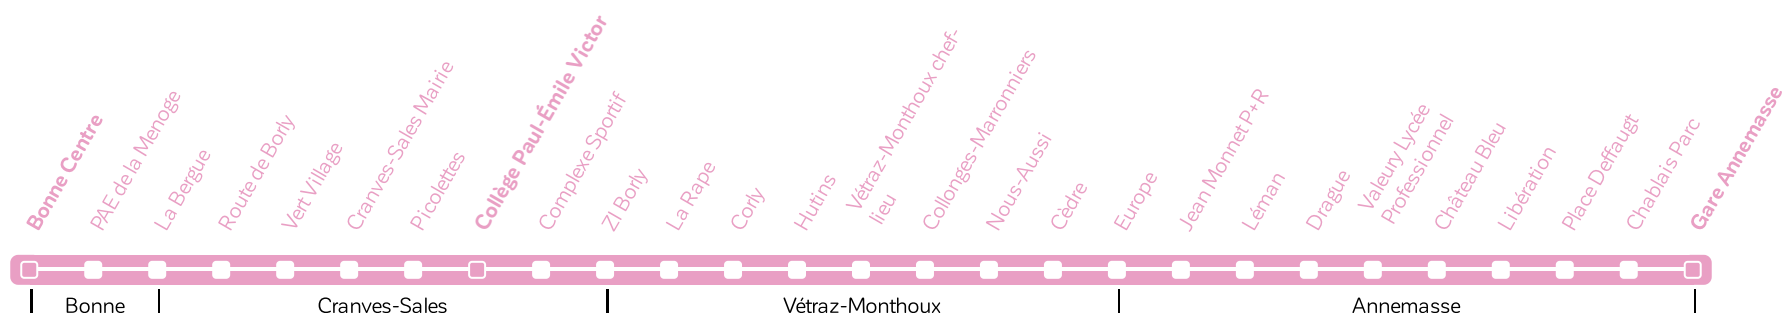 Bonne Centre
PAE de la Menoge
La Bergue
Route de Borly
Vert Village
Cranves-Sales Mairie
Picolettes
Collège Paul-Émile Victor
Complexe Sportif
ZI Borly
La Rape
Corly
Hutins
Vétraz-Monthoux chef-
lieu
Collonges-Marronniers
Nous-Aussi
Cèdre
Europe
Jean Monnet P+R
Léman
Drague
Valeury Lycée
Professionnel
Château Bleu
Libération
Place Deffaugt
Chablais Parc
Gare Annemasse
Bonne
Cranves-Sales
Vétraz-Monthoux
Annemasse